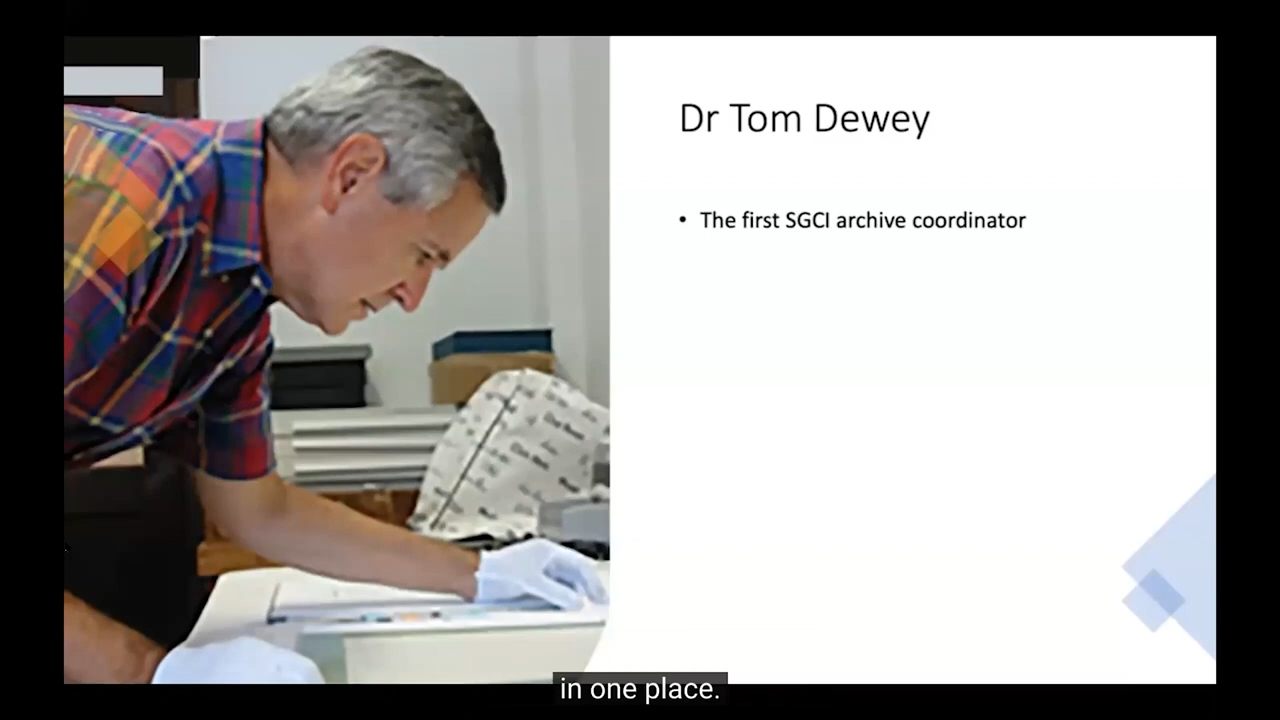 Dr Tom Dewey
• The first SGCI archive coordinator
in one place.